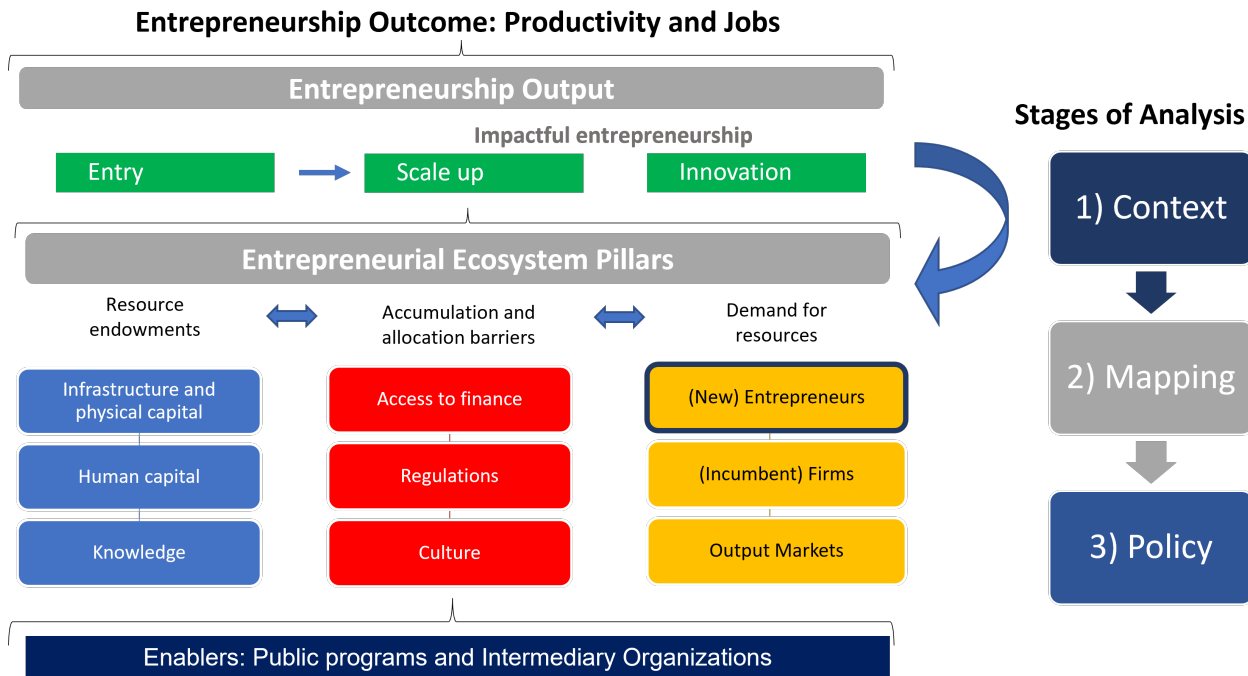 Entrepreneurship Outcome: Productivity and Jobs
Entrepreneurship Output
Impactful entrepreneurship
Entry
Scale up
Innovation
Entrepreneurial Ecosystem Pillars
Resource
endowments
Accumulation and
allocation barriers
Demand for
resources
Infrastructure and
physical capital
Access to finance
(New) Entrepreneurs
Human capital
Regulations
(Incumbent) Firms
Knowledge
Culture
Output Markets
Enablers: Public programs and Intermediary Organizations
Stages of Analysis
1) Context
2) Mapping
3) Policy